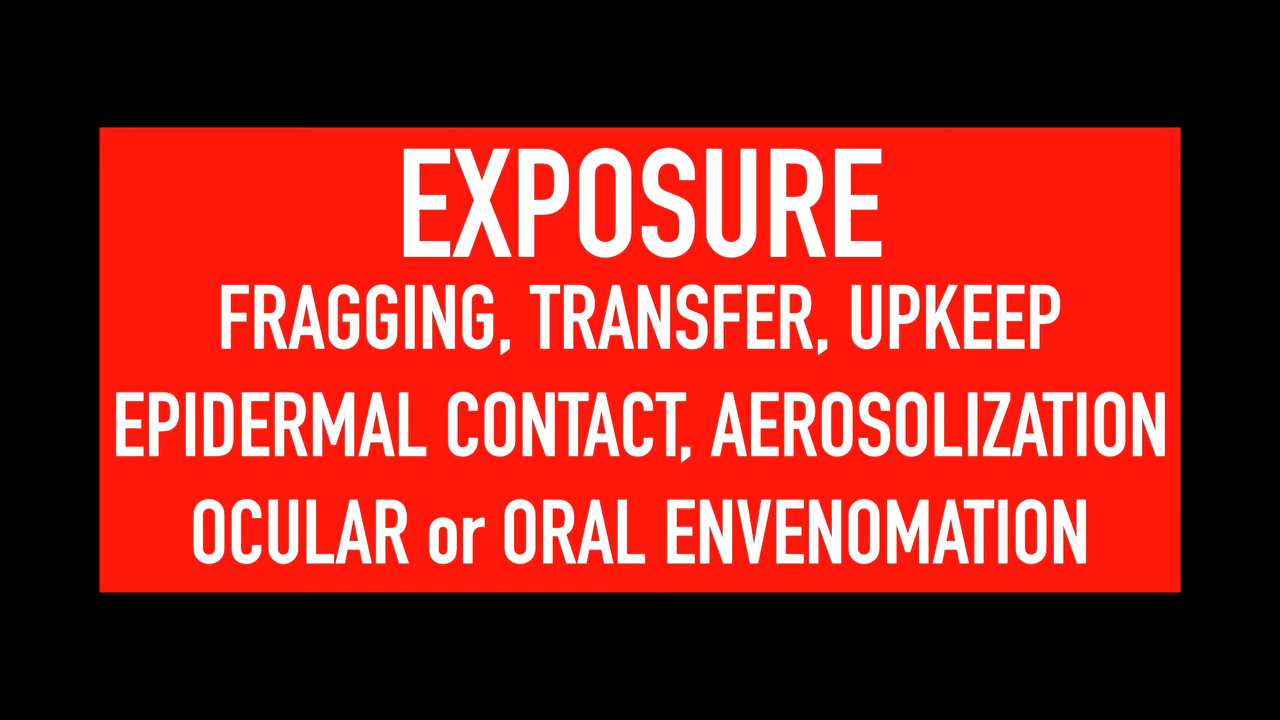 EXPOSURE
FRAGGING, TRANSFER, UPKEEP
EPIDERMAL CONTACT, AEROSOLIZATION
OCULAR or ORAL ENVENOMATION